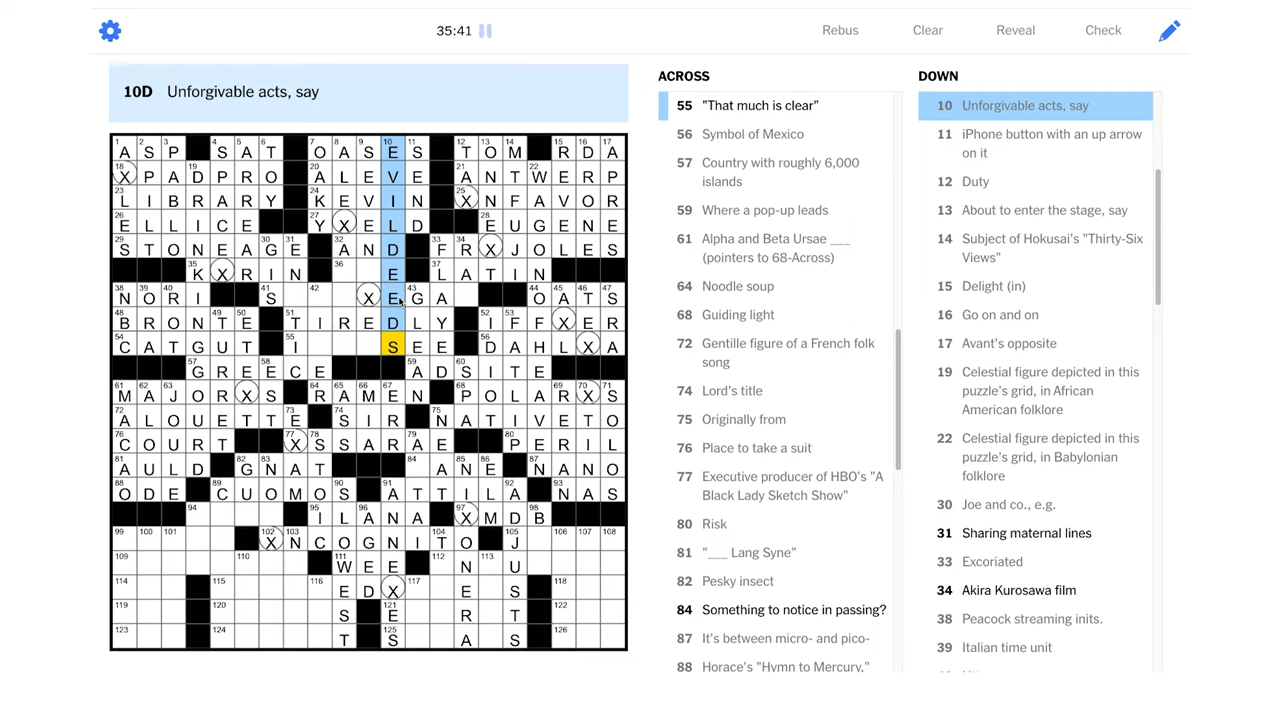 35:41
Rebus Clear Reveal Check
10D Unforgivable acts, say
ACROSS
55 "That much is clear"
56 Symbol of Mexico
57 Country with roughly 6,000
islands
59 Where a pop-up leads
61 Alpha and Beta Ursae ___
(pointers to 68-Across)
64 Noodle soup
68 Guiding light
72 Gentille figure of a French folk
song
74 Lord's title
75 Originally from
76 Place to take a suit
77 Executive producer of HBO's "A
Black Lady Sketch Show"
80 Risk
81 "___ Lang Syne"
82 Pesky insect
84 Something to notice in passing?
87 It's between micro- and pico-
88 Horace's "Hymn to Mercury,"
DOWN
10 Unforgivable acts, say
11 iPhone button with an up arrow
on it
12 Duty
13 About to enter the stage, say
14 Subject of Hokusai's "Thirty-Six
Views"
15 Delight (in)
16 Go on and on
17 Avant's opposite
19 Celestial figure depicted in this
puzzle's grid, in African
American folklore
22 Celestial figure depicted in this
puzzle's grid, in Babylonian
folklore
30 Joe and co., e.g.
31 Sharing maternal lines
33 Excoriated
34 Akira Kurosawa film
38 Peacock streaming inits.
39 Italian time unit
A S P S A T O A S E S T O M R D A
X P A D P R O A L E V E A N T W E R P
L I B R A R Y K E V I N X N F A V O R
E L L I C E Y X E L D E U G E N E
S T O N E A G E A N D F R X J O L E S
K X R I N E L A T I N
N O R I S X E G A O A T S
B R O N T E T I R E D L Y I F F X E R
C A T G U T I S E E D A H L X A
G R E E C E A D S I T E
M A J O R X S R A M E N P O L A R X S
A L O U E T T E S I R N A T I V E T O
C O U R T X S S A R A E P E R I L
A U L D G N A T A N E N A N O
O D E C U O M O S A T T I L A N A S
I L A N A X M D B
X N C O G N I T O J
W E E N U
E D X E S
S E R T
T S A S